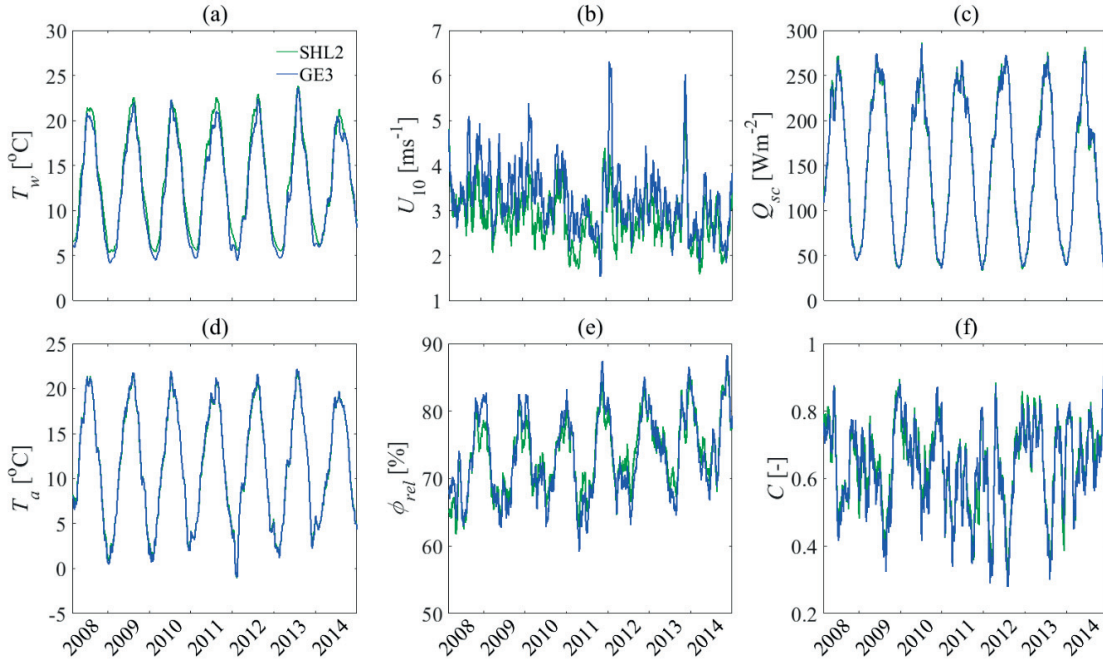 (a)
30
25
20
15
10
5
0
T_w [°C]
SHL2
GE3
(b)
7
6
5
4
3
2
1
U_10 [ms^-1]
(c)
300
250
200
150
100
50
0
Q_sc [Wm^-2]
(d)
25
20
15
10
5
0
-5
T_a [°C]
2008 2009 2010 2011 2012 2013 2014
(e)
90
80
70
60
50
ϕ_rel [%]
2008 2009 2010 2011 2012 2013 2014
(f)
1
0.8
0.6
0.4
0.2
C [-]
2008 2009 2010 2011 2012 2013 2014